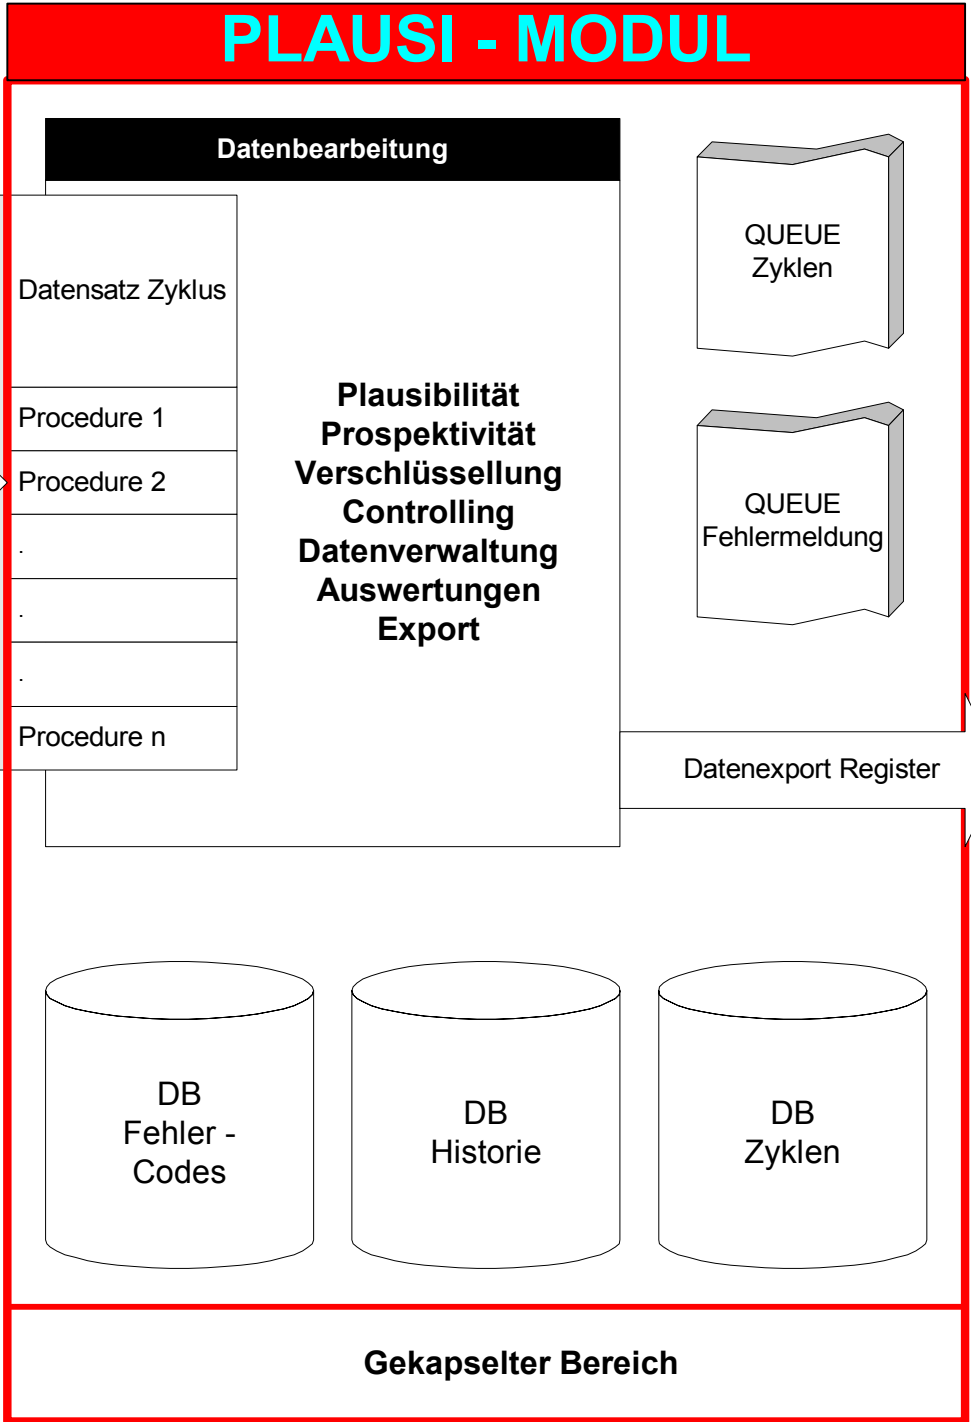 PLAUSI - MODUL
Datenbearbeitung
Datensatz Zyklus
Procedure 1
Procedure 2
.
.
.
Procedure n
Plausibilität
Prospektivität
Verschlüssellung
Controlling
Datenverwaltung
Auswertungen
Export
QUEUE
Zyklen
QUEUE
Fehlermeldung
Datenexport Register
DB
Fehler -
Codes
DB
Historie
DB
Zyklen
Gekapselter Bereich